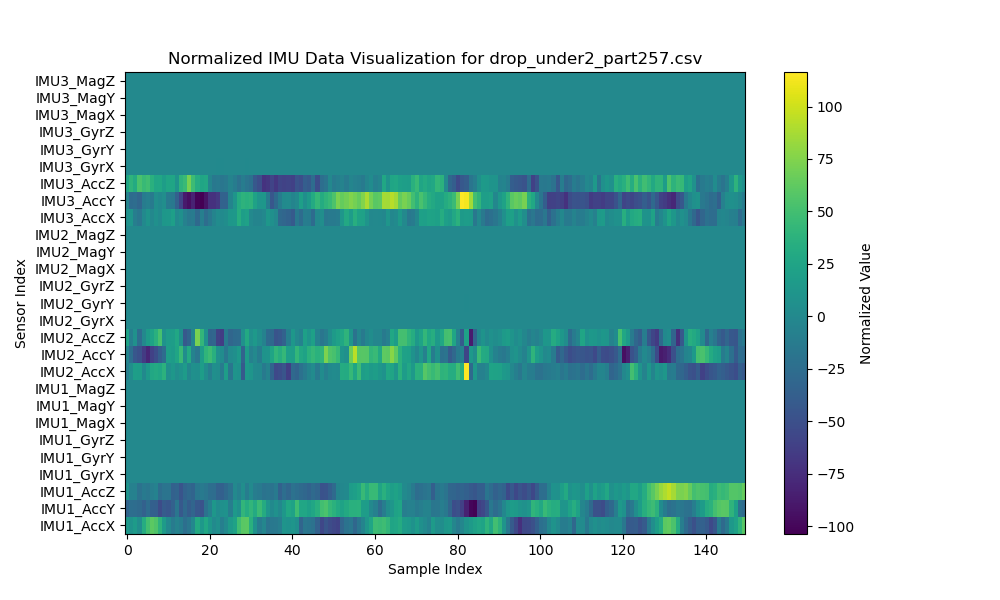 Normalized IMU Data Visualization for drop_under2_part257.csv
IMU3_MagZ
IMU3_MagY
IMU3_MagX
IMU3_GyrZ
IMU3_GyrY
IMU3_GyrX
IMU3_AccZ
IMU3_AccY
IMU3_AccX
IMU2_MagZ
IMU2_MagY
IMU2_MagX
IMU2_GyrZ
IMU2_GyrY
IMU2_GyrX
IMU2_AccZ
IMU2_AccY
IMU2_AccX
IMU1_MagZ
IMU1_MagY
IMU1_MagX
IMU1_GyrZ
IMU1_GyrY
IMU1_GyrX
IMU1_AccZ
IMU1_AccY
IMU1_AccX
Sensor Index
0 20 40 60 80 100 120 140
Sample Index
100
75
50
25
0
−25
−50
−75
−100
Normalized Value